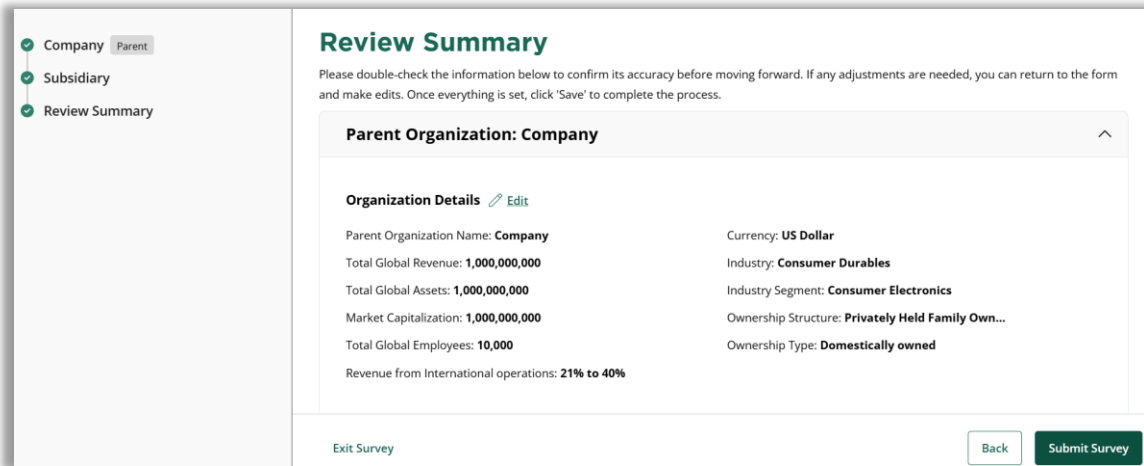 Company Parent
Subsidiary
Review Summary
Review Summary
Please double-check the information below to confirm its accuracy before moving forward. If any adjustments are needed, you can return to the form
and make edits. Once everything is set, click 'Save' to complete the process.
Parent Organization: Company
Organization Details Edit
Parent Organization Name: Company
Total Global Revenue: 1,000,000,000
Total Global Assets: 1,000,000,000
Market Capitalization: 1,000,000,000
Total Global Employees: 10,000
Revenue from International operations: 21% to 40%
Currency: US Dollar
Industry: Consumer Durables
Industry Segment: Consumer Electronics
Ownership Structure: Privately Held Family Own...
Ownership Type: Domestically owned
Exit Survey
Back
Submit Survey